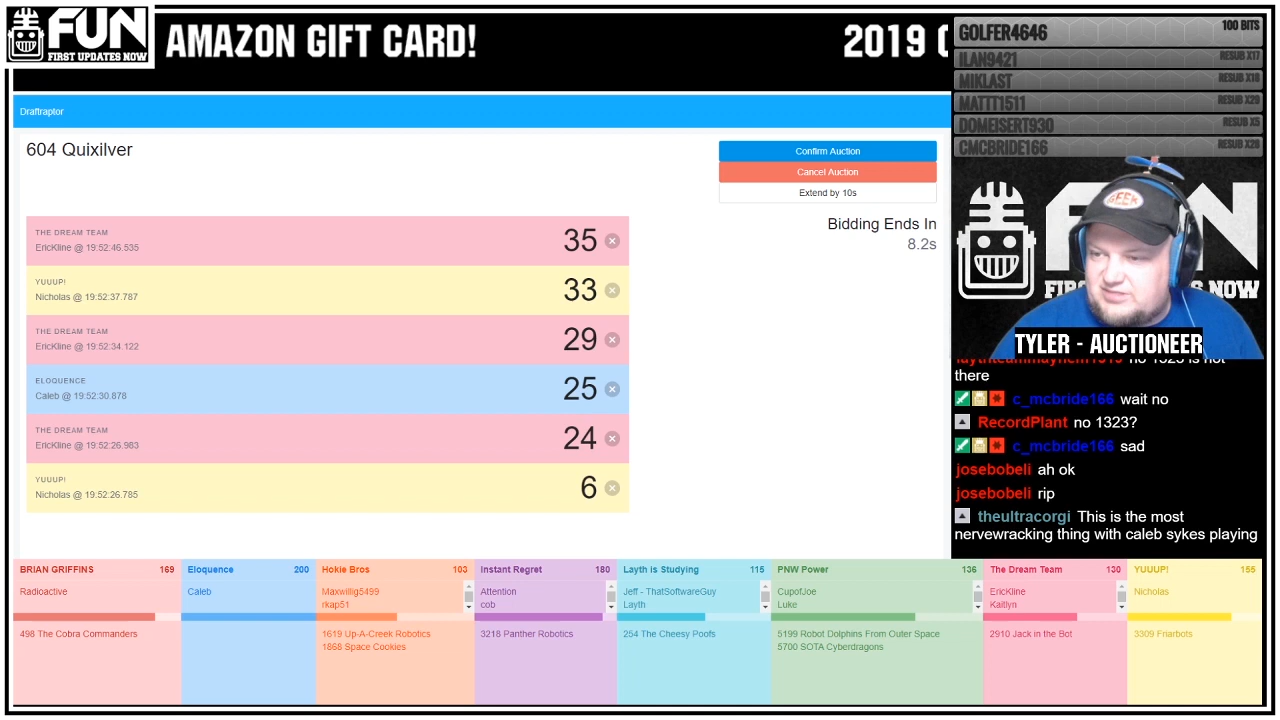 FUN
FIRST UPDATES NOW
AMAZON GIFT CARD!
2019
GOLFER4646 100 BITS
ILAN9421 RESUB X17
MIKLAST RESUB X18
MATTT1511 RESUB X20
DOMEISERT930 RESUB X5
CMCBRIDE166 RESUB X28
Draftraptor
604 Quixilver
Confirm Auction
Cancel Auction
Extend by 10s
Bidding Ends In
8.2s
THE DREAM TEAM
EricKline @ 19:52:46.535
35
YUUUP!
Nicholas @ 19:52:37.787
33
THE DREAM TEAM
EricKline @ 19:52:34.122
29
ELOQUENCE
Caleb @ 19:52:30.878
25
THE DREAM TEAM
EricKline @ 19:52:26.983
24
YUUUP!
Nicholas @ 19:52:26.785
6
GEEK
TYLER - AUCTIONEER
no 1323 is not
there
c_mcbride166 wait no
RecordPlant no 1323?
c_mcbride166 sad
josebobeli ah ok
josebobeli rip
theultracorgi This is the most
nervewracking thing with caleb sykes playing
BRIAN GRIFFINS 169
Radioactive
498 The Cobra Commanders
Eloquence 200
Caleb
Hokie Bros 103
Maxwillig5499
rkap51
1619 Up-A-Creek Robotics
1868 Space Cookies
Instant Regret 180
Attention
cob
3218 Panther Robotics
Layth is Studying 115
Jeff - ThatSoftwareGuy
Layth
254 The Cheesy Poofs
PNW Power 136
CupofJoe
Luke
5199 Robot Dolphins From Outer Space
5700 SOTA Cyberdragons
The Dream Team 130
EricKline
Kaitlyn
2910 Jack in the Bot
YUUUP! 155
Nicholas
3309 Friarbots